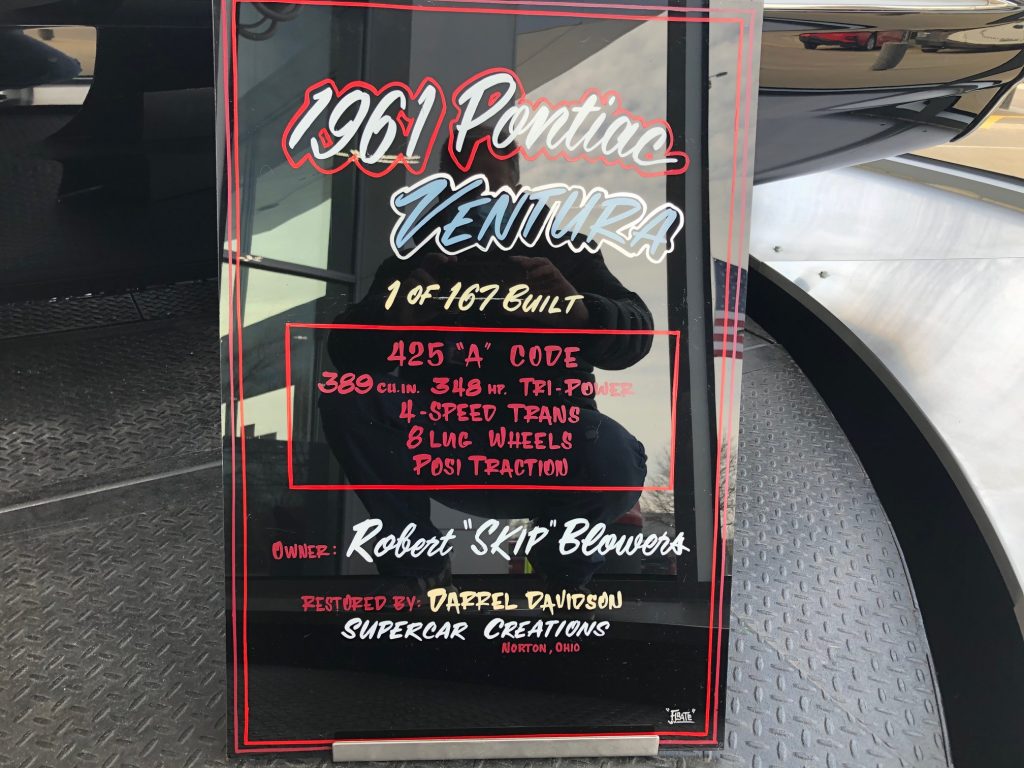 1961 Pontiac
VENTURA
1 OF 167 BUILT
425 "A" CODE
389 CU.IN. 348 HP. TRI-POWER
4-SPEED TRANS
8 LUG WHEELS
POSI TRACTION
OWNER: Robert "SKIP" Blowers
RESTORED BY: DARREL DAVIDSON
SUPERCAR CREATIONS
NORTON, OHIO